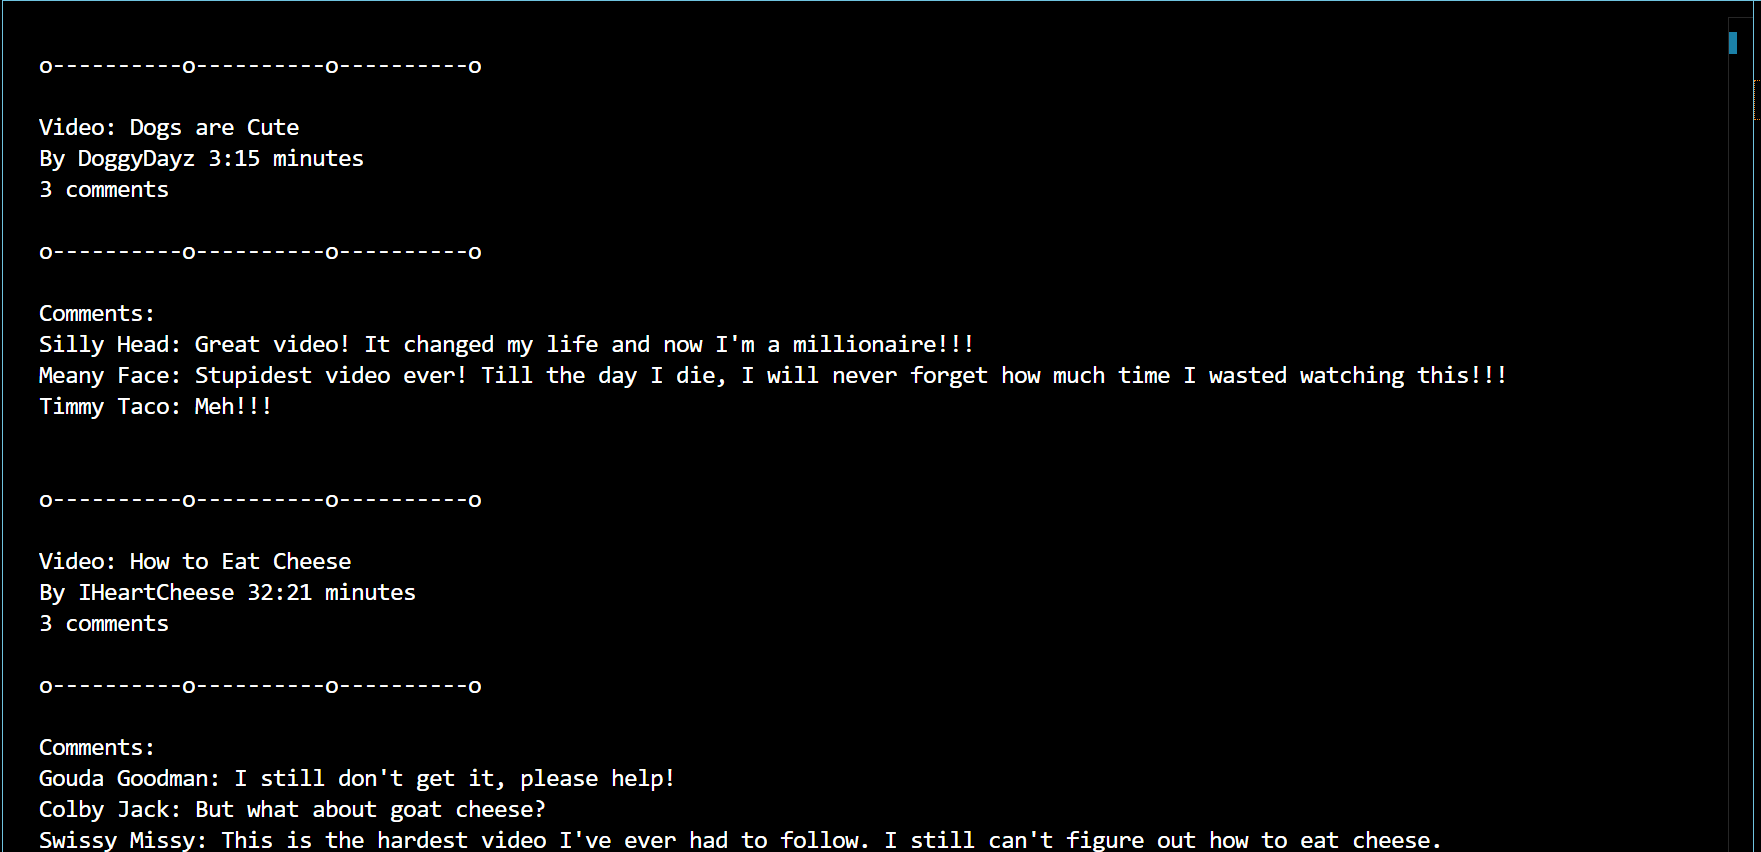 o----------o----------o----------o
Video: Dogs are Cute
By DoggyDayz 3:15 minutes
3 comments
o----------o----------o----------o
Comments:
Silly Head: Great video! It changed my life and now I'm a millionaire!!!
Meany Face: Stupidest video ever! Till the day I die, I will never forget how much time I wasted watching this!!!
Timmy Taco: Meh!!!
o----------o----------o----------o
Video: How to Eat Cheese
By IHeartCheese 32:21 minutes
3 comments
o----------o----------o----------o
Comments:
Gouda Goodman: I still don't get it, please help!
Colby Jack: But what about goat cheese?
Swissy Missy: This is the hardest video I've ever had to follow. I still can't figure out how to eat cheese.